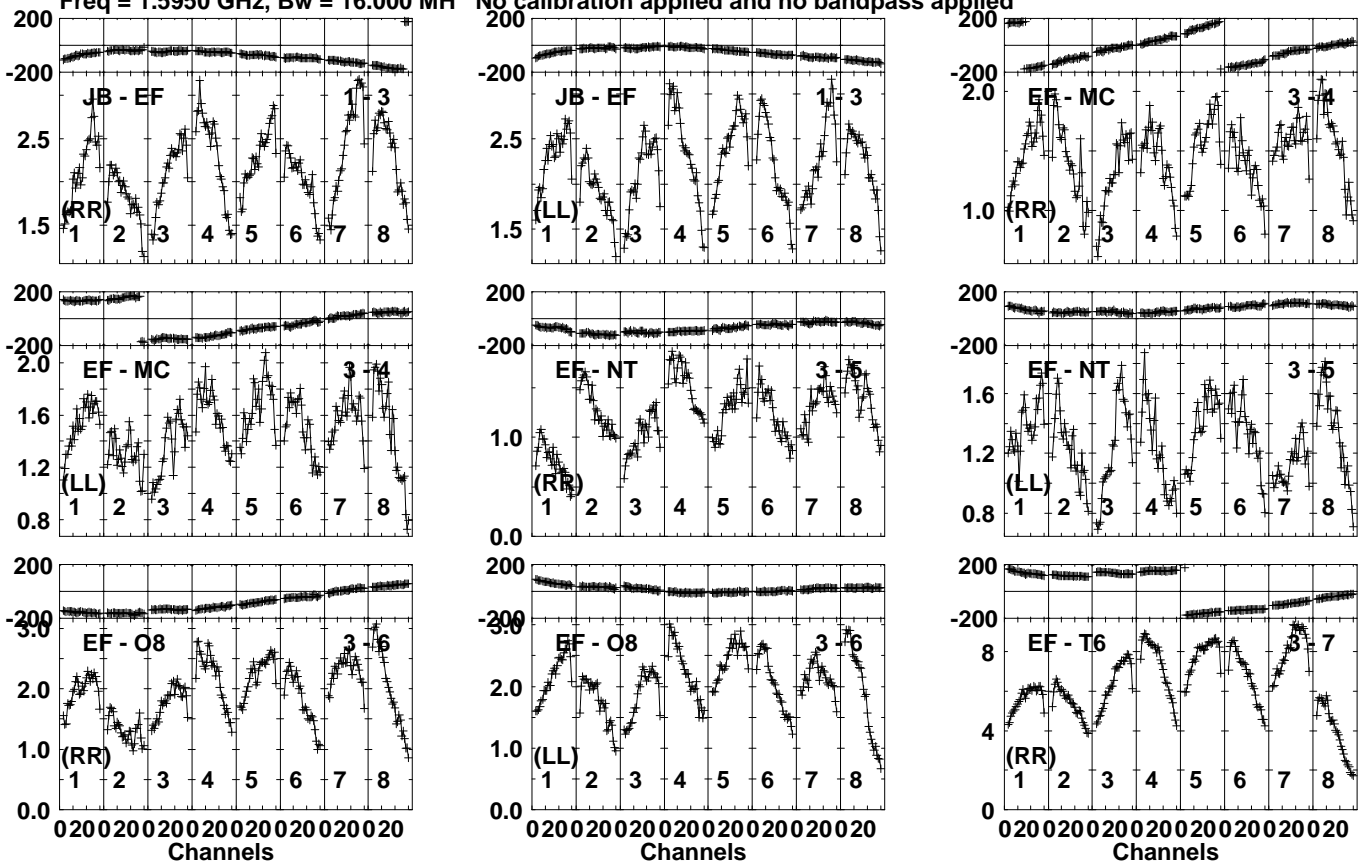 Freq = 1.5950 GHz, Bw = 16.000 MH No calibration applied and no bandpass applied
200
-200
JB - EF 1 - 3
2.5
1.5
(RR)
1 2 3 4 5 6 7 8
JB - EF 1 - 3
2.5
1.5
(LL)
1 2 3 4 5 6 7 8
200
-200
2.0
EF - MC 3 - 4
1.0
(RR)
1 2 3 4 5 6 7 8
200
-200
2.0
EF - MC 3 - 4
1.6
1.2
(LL)
0.8
1 2 3 4 5 6 7 8
200
-200
EF - NT 3 - 5
1.0
(RR)
0.0
1 2 3 4 5 6 7 8
200
-200
EF - NT 3 - 5
1.6
1.2
(LL)
0.8
1 2 3 4 5 6 7 8
200
-200
3.0
EF - O8 3 - 6
2.0
1.0
(RR)
0.0
1 2 3 4 5 6 7 8
0 20 0 20 0 20 0 20 0 20 0 20 0 20 0 20
Channels
200
-200
3.0
EF - O8 3 - 6
2.0
1.0
(LL)
0.0
1 2 3 4 5 6 7 8
0 20 0 20 0 20 0 20 0 20 0 20 0 20 0 20
Channels
200
-200
EF - T6 3 - 7
8
4
(RR)
0
1 2 3 4 5 6 7 8
0 20 0 20 0 20 0 20 0 20 0 20 0 20 0 20
Channels